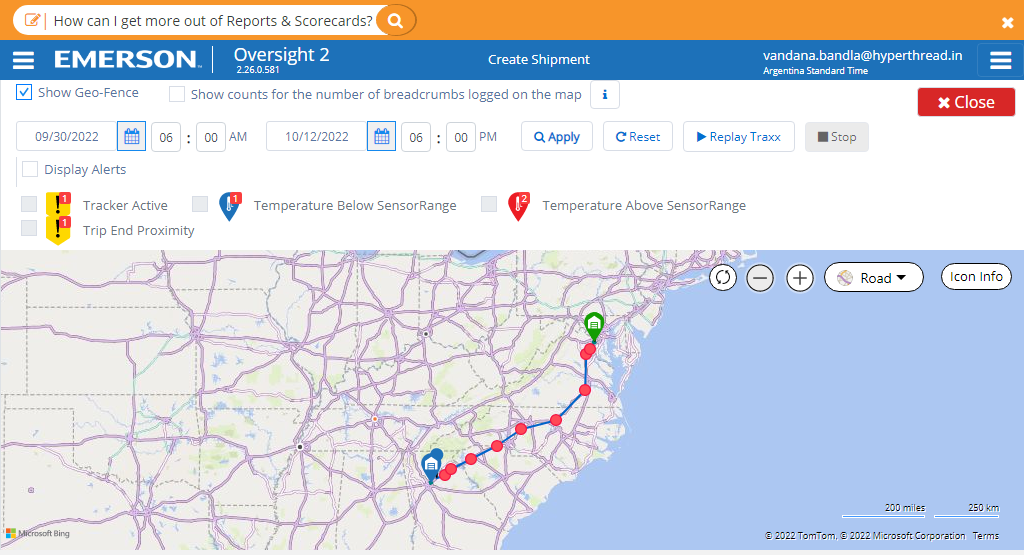 How can I get more out of Reports & Scorecards?
EMERSON Oversight 2 Create Shipment vandana.bandla@hyperthread.in
2.26.0.581 Argentina Standard Time
Show Geo-Fence Show counts for the number of breadcrumbs logged on the map i Close
09/30/2022 06 : 00 AM 10/12/2022 06 : 00 PM Apply Reset Replay Traxx Stop
Display Alerts
1 Tracker Active 1 Temperature Below SensorRange 2 Temperature Above SensorRange
1 Trip End Proximity
Road Icon Info
200 miles 250 km
Microsoft Bing © 2022 TomTom, © 2022 Microsoft Corporation Terms